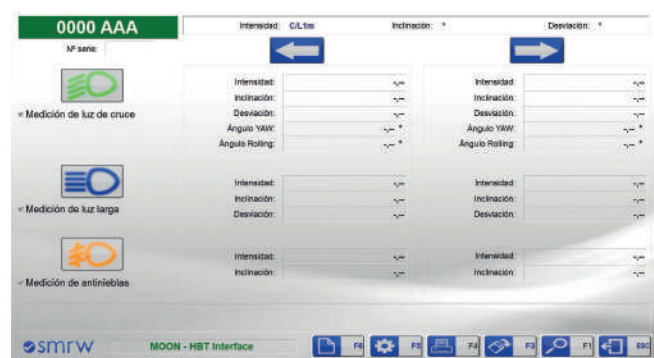 0000 AAA
Intensidad: C/L1m Inclinación: * Desviación: *
Nº serie:
Intensidad: -,-- Intensidad: -,--
Inclinación: -,-- Inclinación: -,--
Medición de luz de cruce Desviación: -,-- Desviación: -,--
Ángulo YAW: -,-- * Ángulo YAW: -,-- *
Ángulo Rolling: -,-- * Ángulo Rolling: -,-- *
Intensidad: -,-- Intensidad: -,--
Inclinación: -,-- Inclinación: -,--
Medición de luz larga Desviación: -,-- Desviación: -,--
Intensidad: -,-- Intensidad: -,--
Inclinación: -,-- Inclinación: -,--
Medición de antinieblas
smrw MOON - HBT Interface F6 F5 F4 F3 F1 ESC